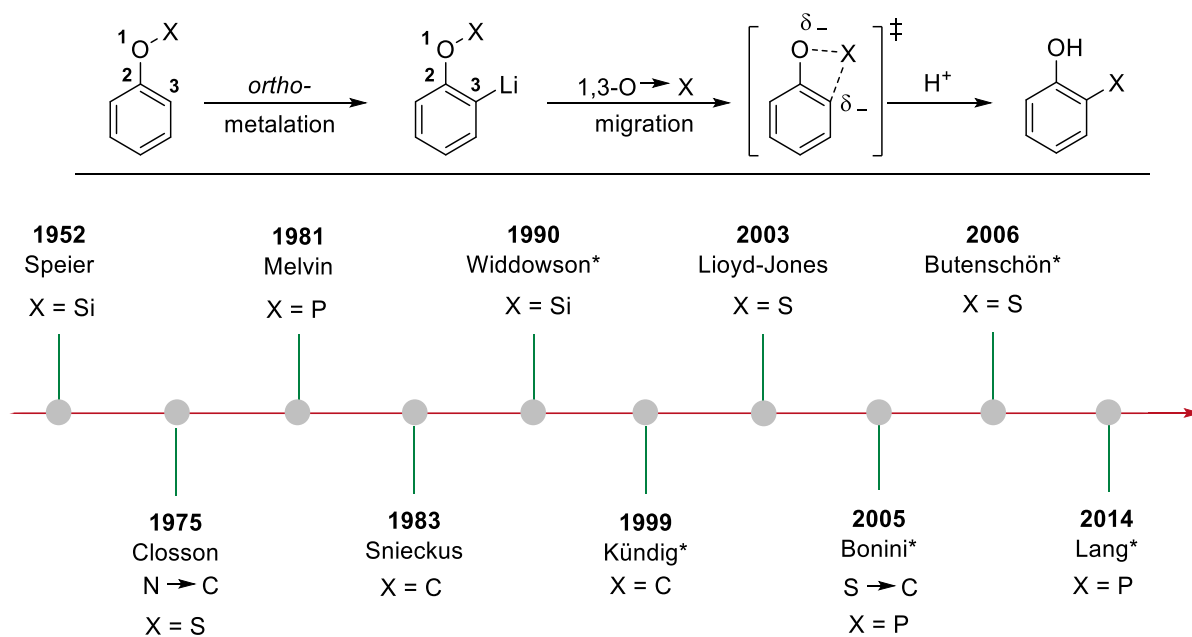 1 O X
2 3
ortho-
metalation
1 O X
2 3 Li
1,3-O → X
migration
δ–
O X
δ–
‡
H+
OH
X
1952
Speier
X = Si
1981
Melvin
X = P
1990
Widdowson*
X = Si
2003
Lioyd-Jones
X = S
2006
Butenschön*
X = S
1975
Closson
N → C
X = S
1983
Snieckus
X = C
1999
Kündig*
X = C
2005
Bonini*
S → C
X = P
2014
Lang*
X = P